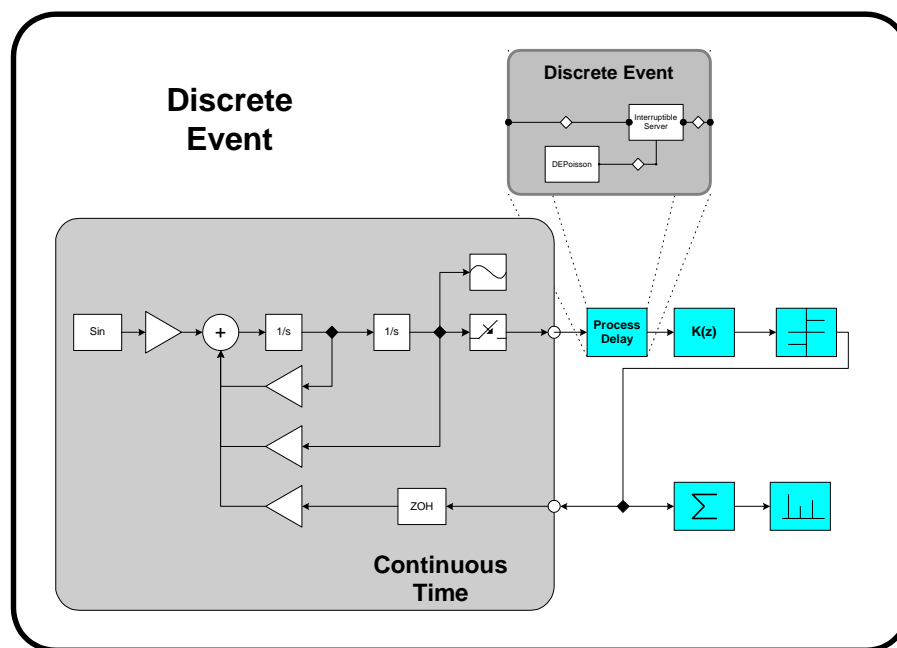 Discrete Event
Interruptible
Server
DEPoisson
Discrete
Event
Sin
+
1/s
1/s
Process
Delay
K(z)
ZOH
Σ
Continuous
Time